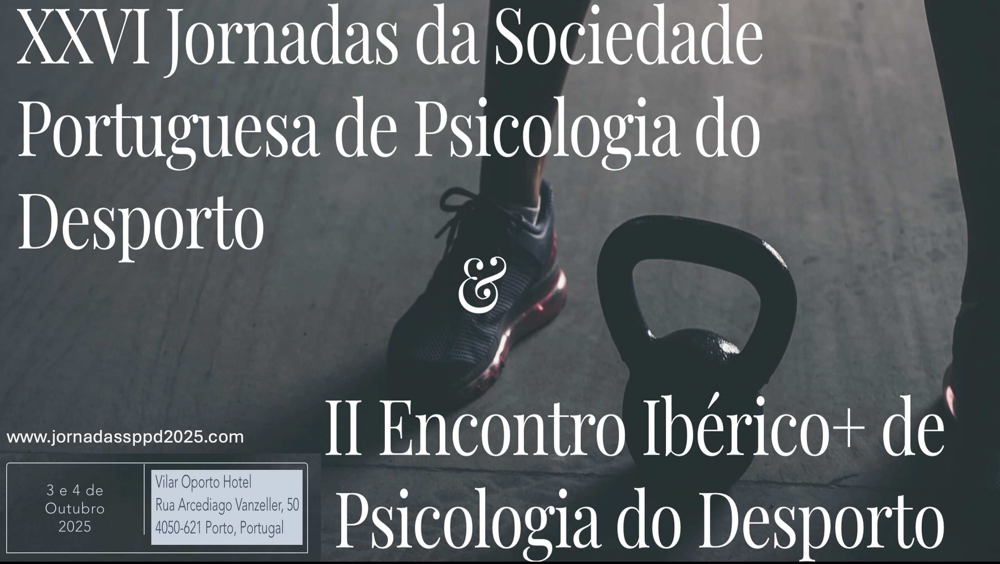 XXVI Jornadas da Sociedade
Portuguesa de Psicologia do
Desporto
&
II Encontro Ibérico+ de
Psicologia do Desporto
www.jornadassppd2025.com
3 e 4 de
Outubro
2025
Vilar Oporto Hotel
Rua Arcediago Vanzeller, 50
4050-621 Porto, Portugal